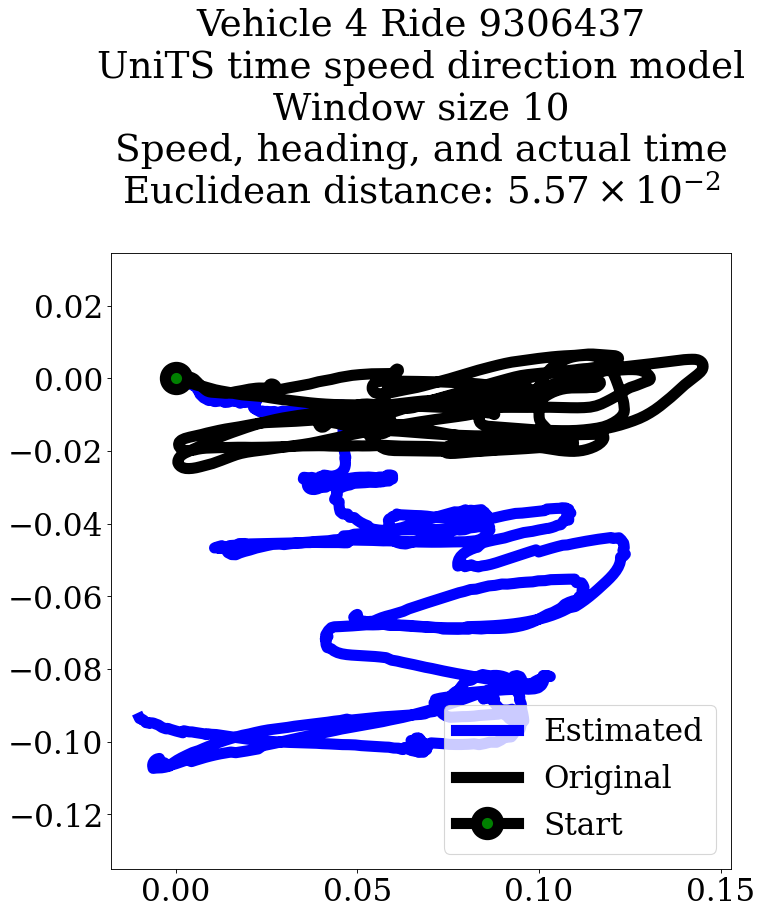 Vehicle 4 Ride 9306437
UniTS time speed direction model
Window size 10
Speed, heading, and actual time
Euclidean distance: 5.57 × 10⁻²
0.02
0.00
−0.02
−0.04
−0.06
−0.08
−0.10
−0.12
Estimated
Original
Start
0.00 0.05 0.10 0.15